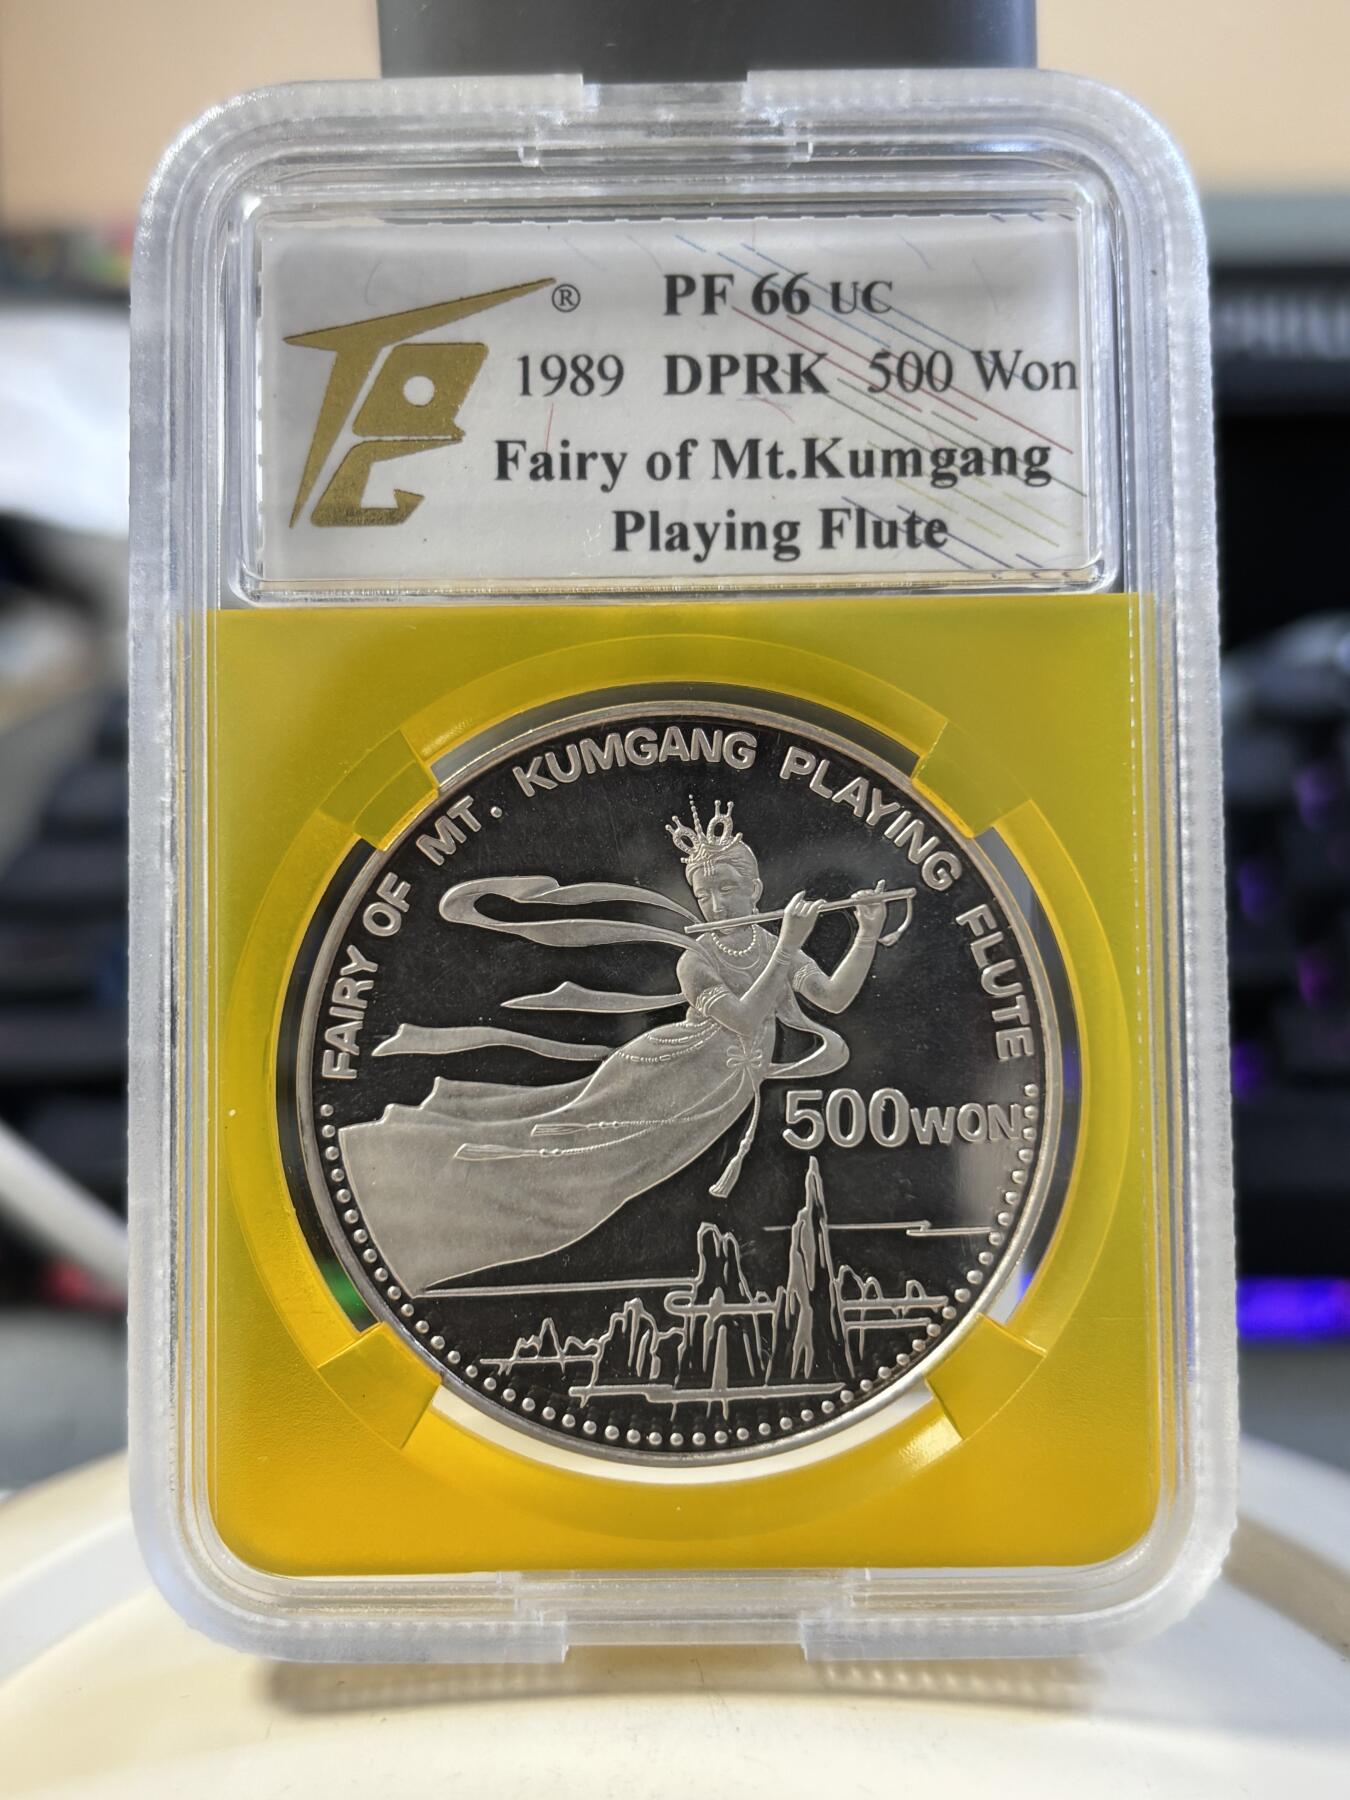 ® PF 66 UC
1989 DPRK 500 Won
Fairy of Mt.Kumgang
Playing Flute
FAIRY OF MT. KUMGANG PLAYING FLUTE
500WON